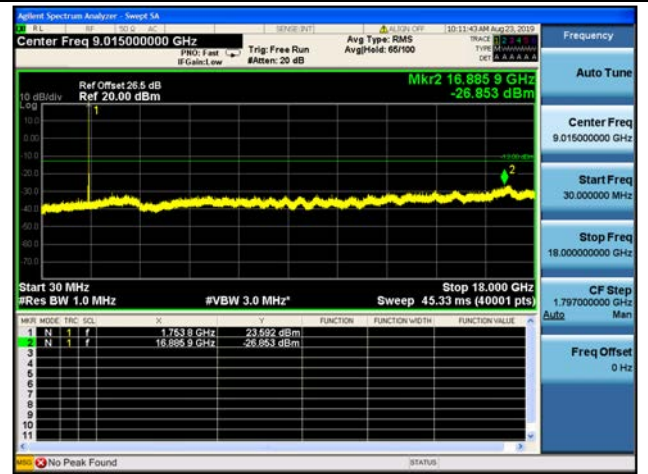 Agilent Spectrum Analyzer - Swept SA
RL RF 50 Ω AC SENSE:INT ALIGN OFF 10:11:43 AM Aug 23, 2019
Center Freq 9.015000000 GHz
PNO: Fast
IFGain:Low
Trig: Free Run
#Atten: 20 dB
Avg Type: RMS
Avg|Hold: 65/100
TRACE 1 2 3 4 5 6
TYPE
DET A A A A A A
Frequency
Auto Tune
Mkr2 16.885 9 GHz
-26.853 dBm
Ref Offset 26.5 dB
Ref 20.00 dBm
10 dB/div
Log
10.0
0.00
-10.0
-20.0
-30.0
-40.0
-50.0
-60.0
-70.0
1
2
-13.00 dBm
Center Freq
9.015000000 GHz
Start Freq
30.000000 MHz
Stop Freq
18.000000000 GHz
Start 30 MHz
#Res BW 1.0 MHz
#VBW 3.0 MHz*
Stop 18.000 GHz
Sweep 45.33 ms (40001 pts)
CF Step
1.797000000 GHz
Auto Man
Freq Offset
0 Hz
MKR MODE TRC SCL X Y FUNCTION FUNCTION WIDTH FUNCTION VALUE
1 N 1 f 1.753 8 GHz 23.592 dBm
2 N 1 f 16.885 9 GHz -26.853 dBm
3
4
5
6
7
8
9
10
11
MSG No Peak Found STATUS